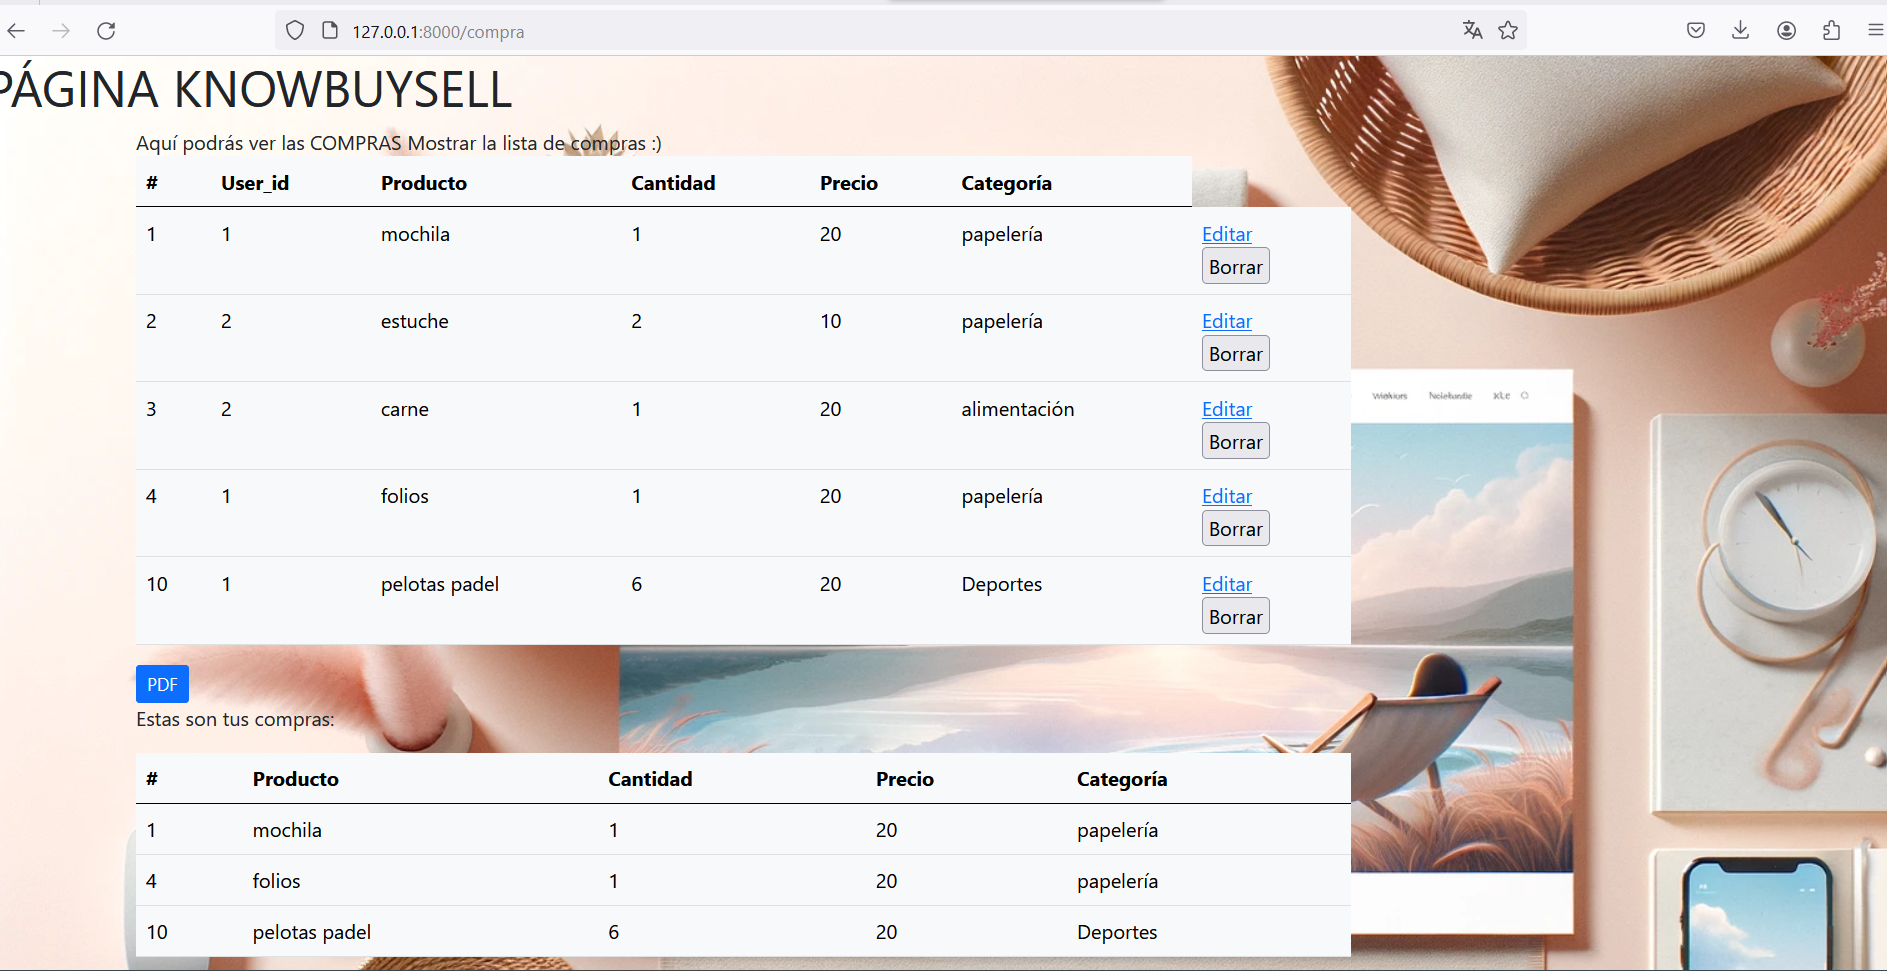 127.0.0.1:8000/compra
PÁGINA KNOWBUYSELL
Aquí podrás ver las COMPRAS Mostrar la lista de compras :)
# User_id Producto Cantidad Precio Categoría
1 1 mochila 1 20 papelería Editar
Borrar
2 2 estuche 2 10 papelería Editar
Borrar
3 2 carne 1 20 alimentación Editar
Borrar
4 1 folios 1 20 papelería Editar
Borrar
10 1 pelotas padel 6 20 Deportes Editar
Borrar
PDF
Estas son tus compras:
# Producto Cantidad Precio Categoría
1 mochila 1 20 papelería
4 folios 1 20 papelería
10 pelotas padel 6 20 Deportes